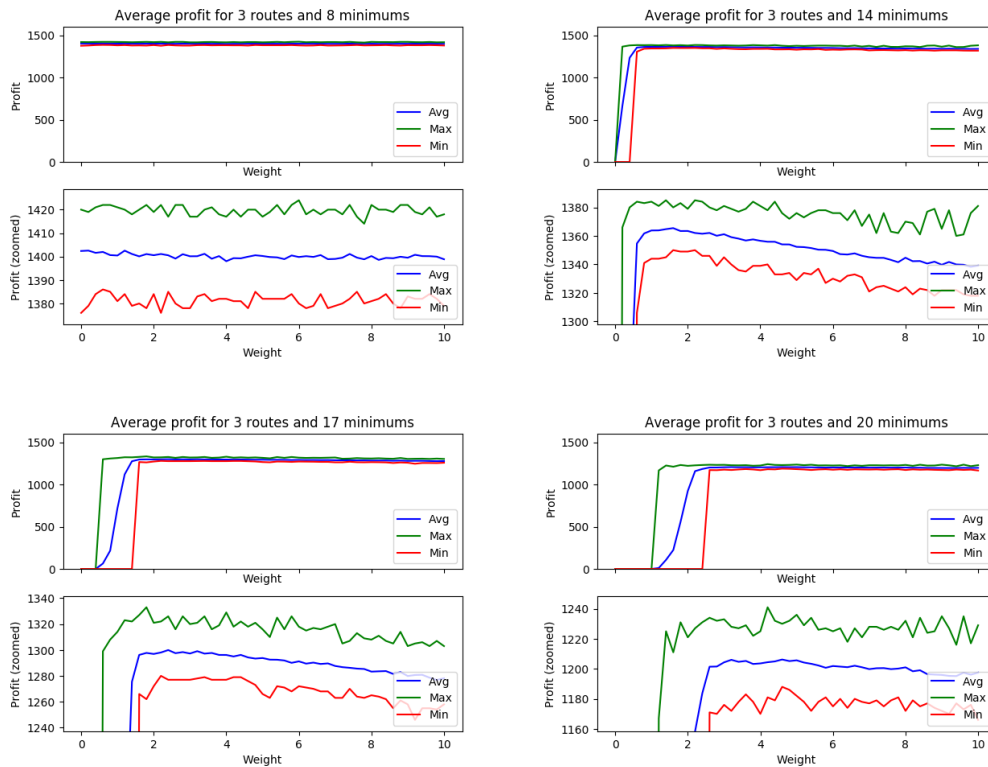 Average profit for 3 routes and 8 minimums
1500
1000
500
0
Profit
Avg
Max
Min
Weight
1420
1410
1400
1390
1380
Profit (zoomed)
Avg
Max
Min
0 2 4 6 8 10
Weight
Average profit for 3 routes and 14 minimums
1500
1000
500
0
Profit
Avg
Max
Min
Weight
1380
1360
1340
1320
1300
Profit (zoomed)
Avg
Max
Min
0 2 4 6 8 10
Weight
Average profit for 3 routes and 17 minimums
1500
1000
500
0
Profit
Avg
Max
Min
Weight
1340
1320
1300
1280
1260
1240
Profit (zoomed)
Avg
Max
Min
0 2 4 6 8 10
Weight
Average profit for 3 routes and 20 minimums
1500
1000
500
0
Profit
Avg
Max
Min
Weight
1240
1220
1200
1180
1160
Profit (zoomed)
Avg
Max
Min
0 2 4 6 8 10
Weight